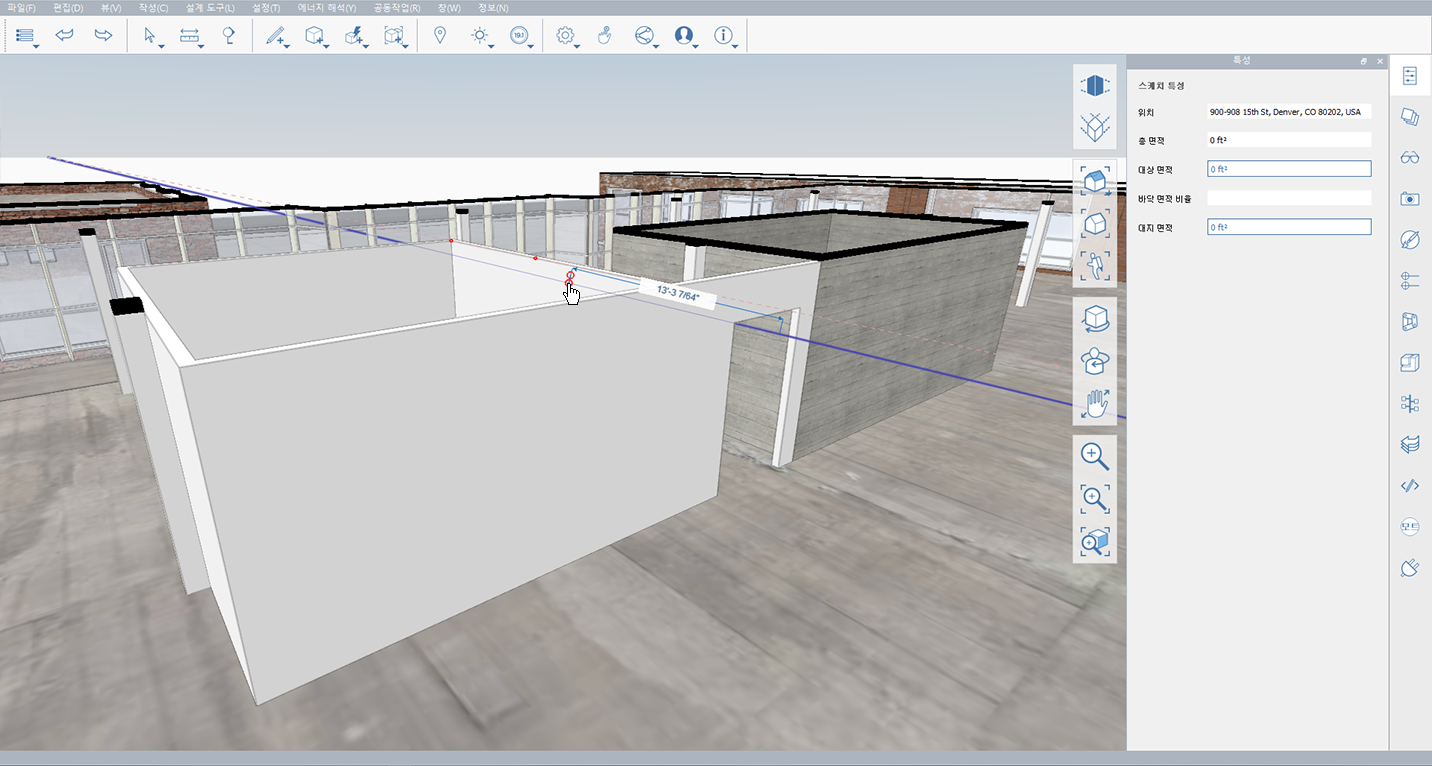 파일(F) 편집(D) 뷰(V) 작성(C) 설계 도구(L) 설정(T) 에너지 해석(Y) 공동작업(R) 창(W) 정보(N)
19.1
특성
스케치 특성
위치 900-908 15th St, Denver, CO 80202, USA
총 면적 0 ft²
대상 면적 0 ft²
바닥 면적 비율
대지 면적 0 ft²
13'-3 7/64"